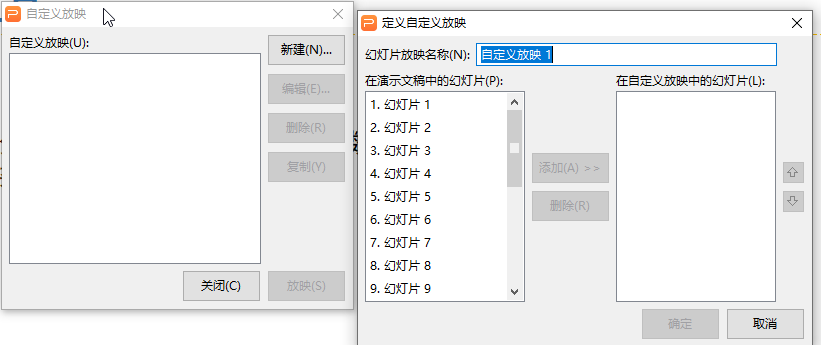 自定义放映
自定义放映(U):
新建(N)...
编辑(E)...
删除(R)
复制(Y)
关闭(C)
放映(S)
定义自定义放映
幻灯片放映名称(N):
自定义放映 1
在演示文稿中的幻灯片(P):
在自定义放映中的幻灯片(L):
1. 幻灯片 1
2. 幻灯片 2
3. 幻灯片 3
4. 幻灯片 4
5. 幻灯片 5
6. 幻灯片 6
7. 幻灯片 7
8. 幻灯片 8
9. 幻灯片 9
添加(A) >>
删除(R)
确定
取消